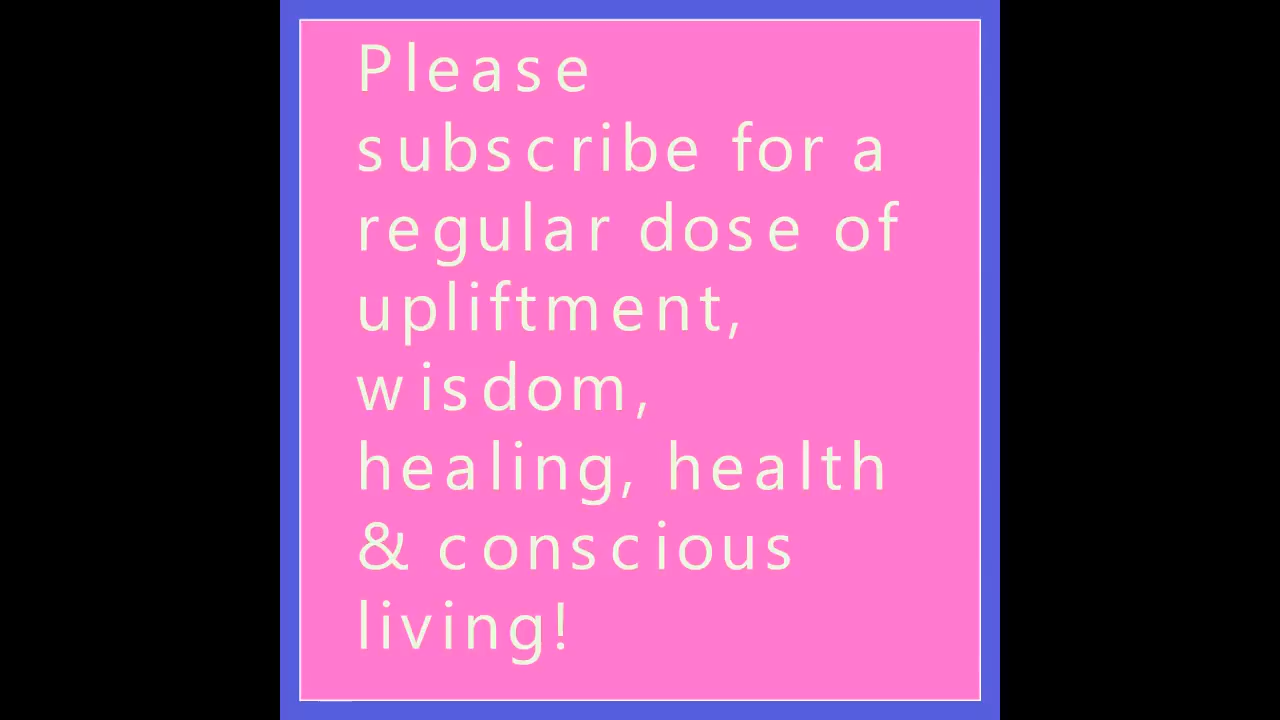 Please
subscribe for a
regular dose of
upliftment,
wisdom,
healing, health
& conscious
living!